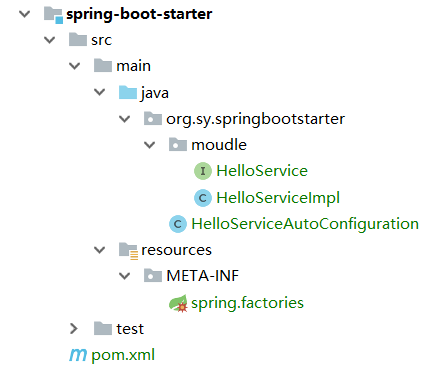 spring-boot-starter
src
main
java
org.sy.springbootstarter
moudle
I HelloService
C HelloServiceImpl
C HelloServiceAutoConfiguration
resources
META-INF
spring.factories
test
m pom.xml